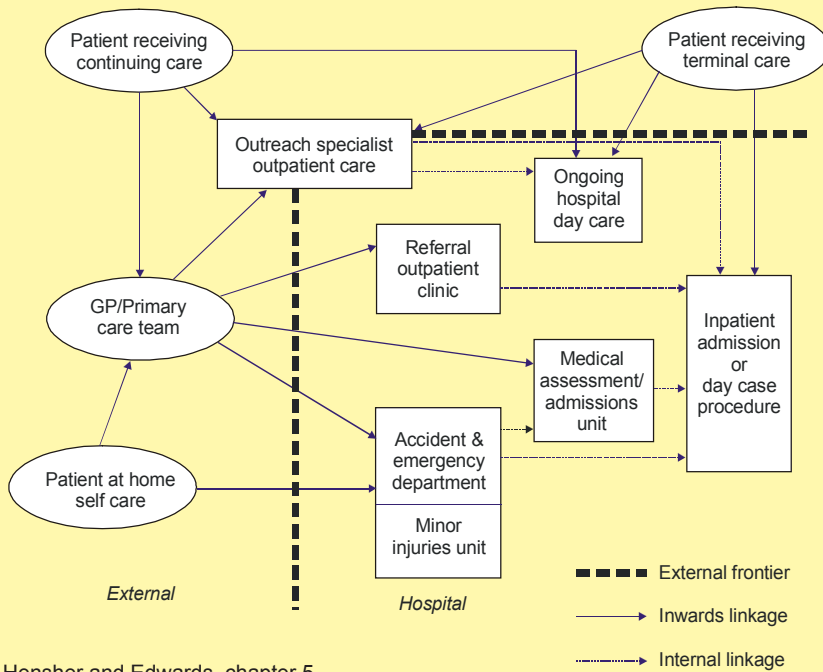 Patient receiving
continuing care
Patient receiving
terminal care
Outreach specialist
outpatient care
Ongoing
hospital
day care
Referral
outpatient
clinic
GP/Primary
care team
Inpatient
admission
or
day case
procedure
Medical
assessment/
admissions
unit
Accident &
emergency
department
Patient at home
self care
Minor
injuries unit
External
Hospital
External frontier
Inwards linkage
Internal linkage
Hensher and Edwards, chapter 5